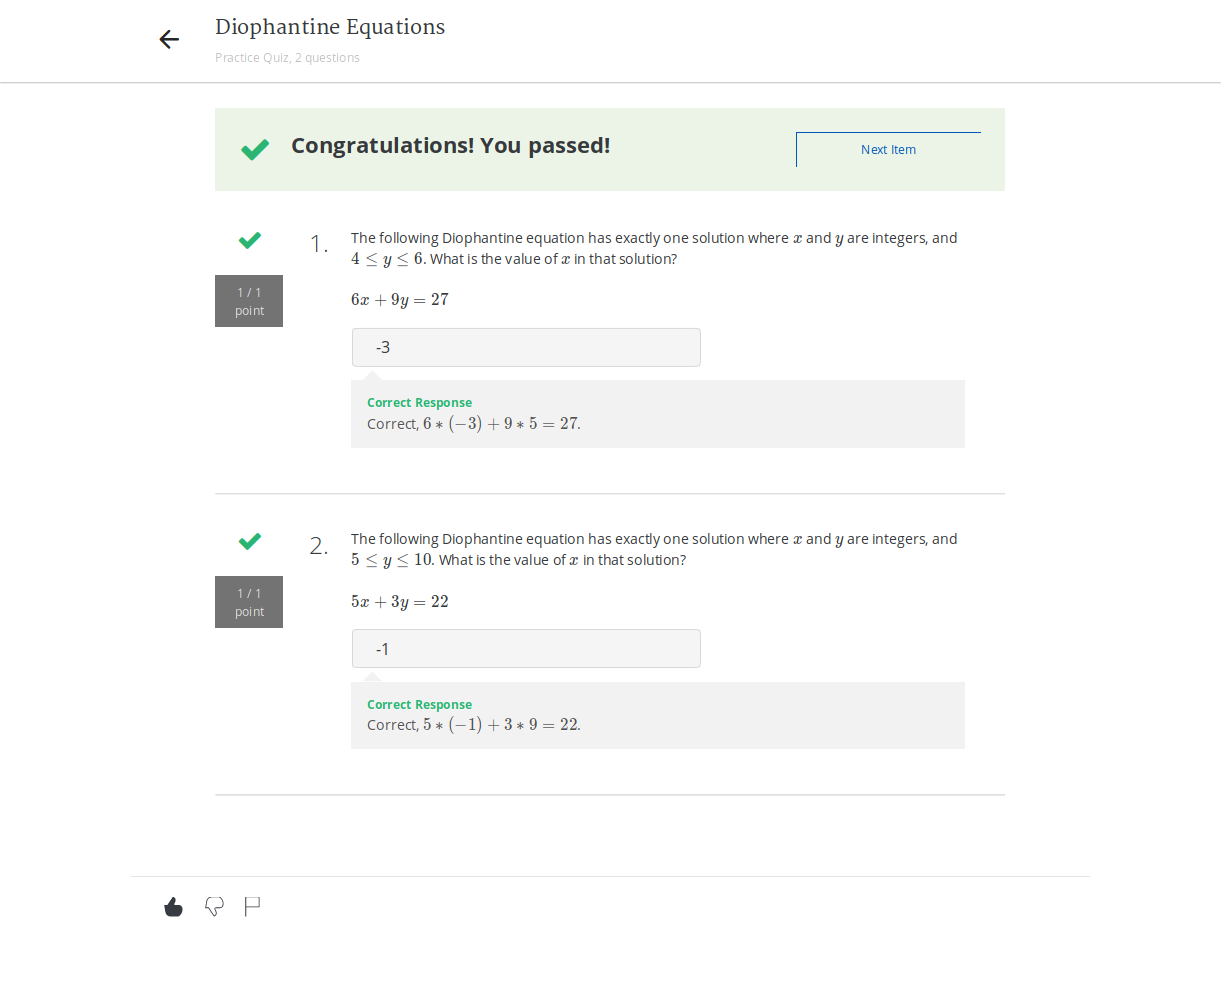 Diophantine Equations
Practice Quiz, 2 questions
Congratulations! You passed!
Next Item
1 / 1
point
1.
The following Diophantine equation has exactly one solution where x and y are integers, and
4 ≤ y ≤ 6. What is the value of x in that solution?
6x + 9y = 27
-3
Correct Response
Correct, 6 ∗ (−3) + 9 ∗ 5 = 27.
1 / 1
point
2.
The following Diophantine equation has exactly one solution where x and y are integers, and
5 ≤ y ≤ 10. What is the value of x in that solution?
5x + 3y = 22
-1
Correct Response
Correct, 5 ∗ (−1) + 3 ∗ 9 = 22.